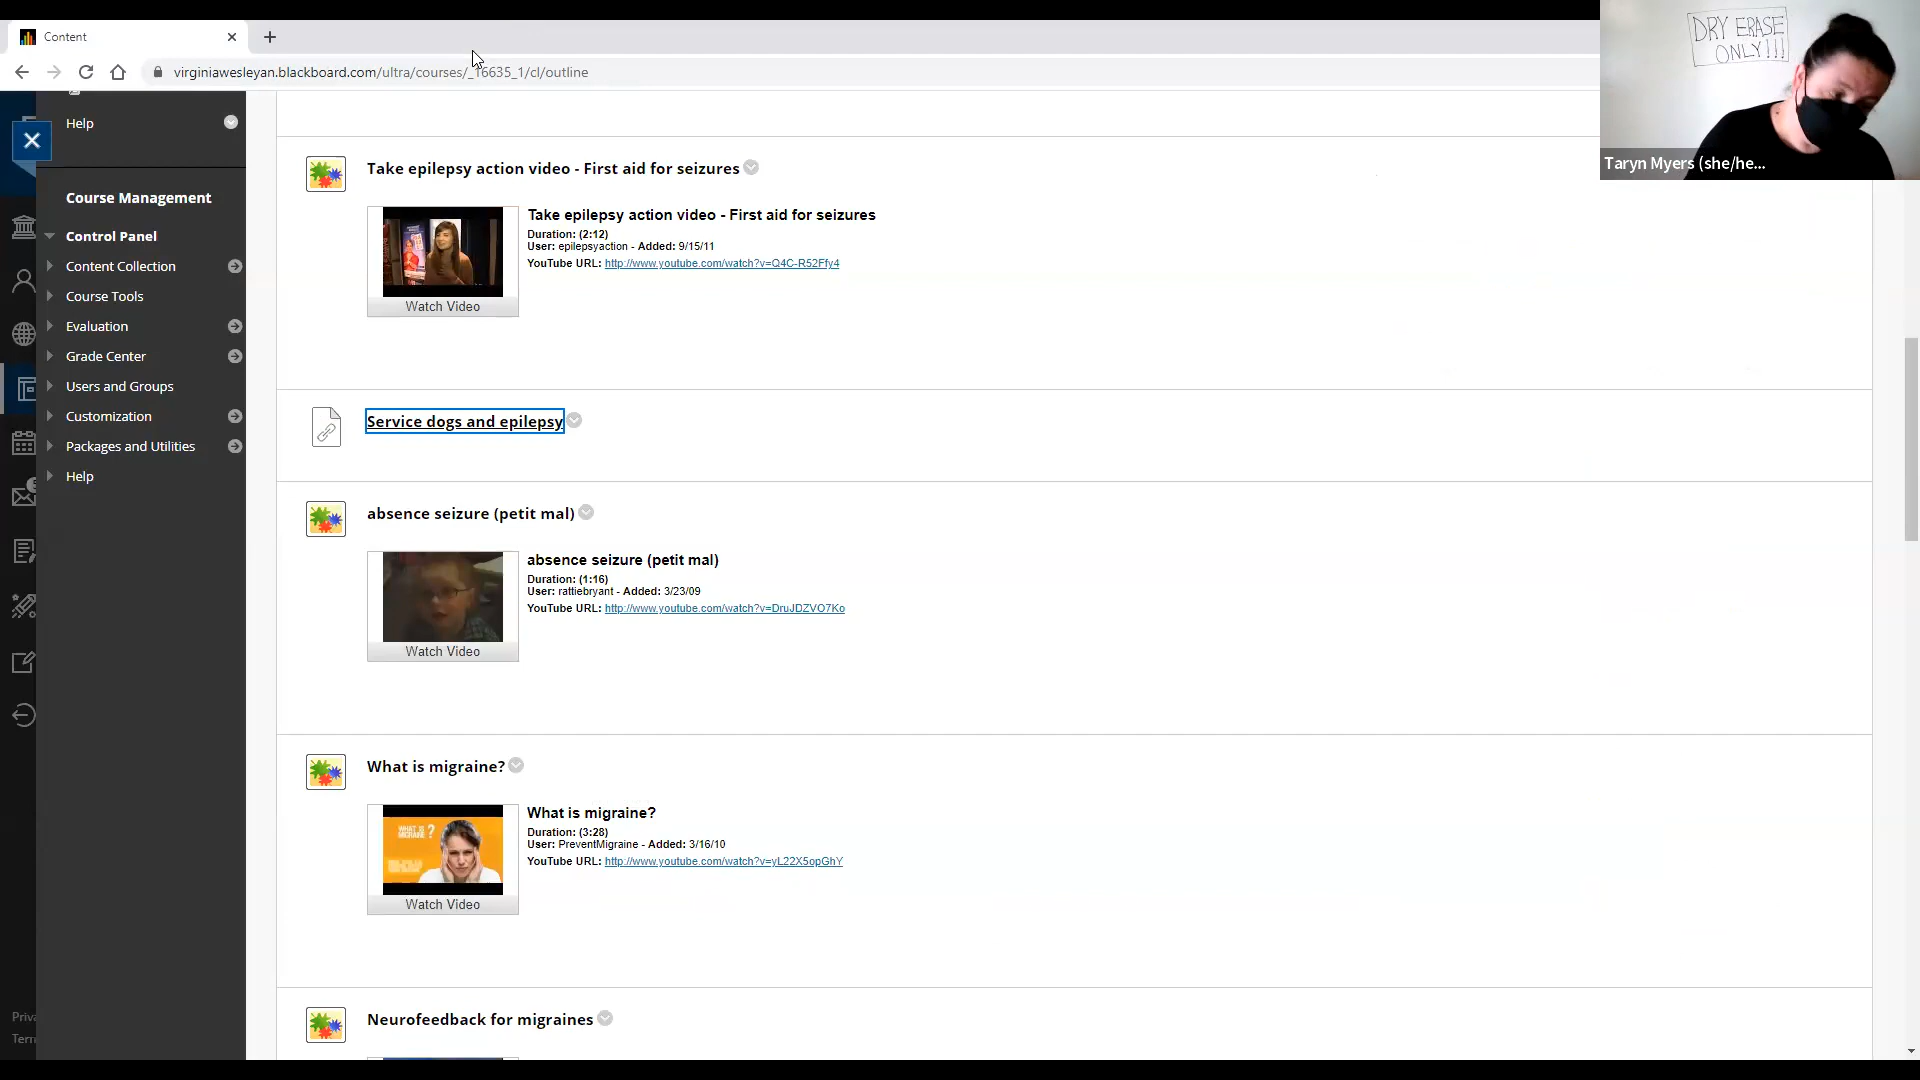 Content
virginiawesleyan.blackboard.com/ultra/courses/_16635_1/cl/outline
DRY ERASE
ONLY!!!
Taryn Myers (she/he...
Help
Course Management
Control Panel
Content Collection
Course Tools
Evaluation
Grade Center
Users and Groups
Customization
Packages and Utilities
Help
Take epilepsy action video - First aid for seizures
Take epilepsy action video - First aid for seizures
Duration: (2:12)
User: epilepsyaction - Added: 9/15/11
YouTube URL: http://www.youtube.com/watch?v=Q4C-R52Ffy4
Watch Video
Service dogs and epilepsy
absence seizure (petit mal)
absence seizure (petit mal)
Duration: (1:16)
User: rattiebryant - Added: 3/23/09
YouTube URL: http://www.youtube.com/watch?v=DruJDZVO7Ko
Watch Video
What is migraine?
What is migraine?
Duration: (3:28)
User: PreventMigraine - Added: 3/16/10
YouTube URL: http://www.youtube.com/watch?v=yL22X5opGhY
WHAT IS
MIGRAINE ?
Watch Video
Neurofeedback for migraines
Priva
Term